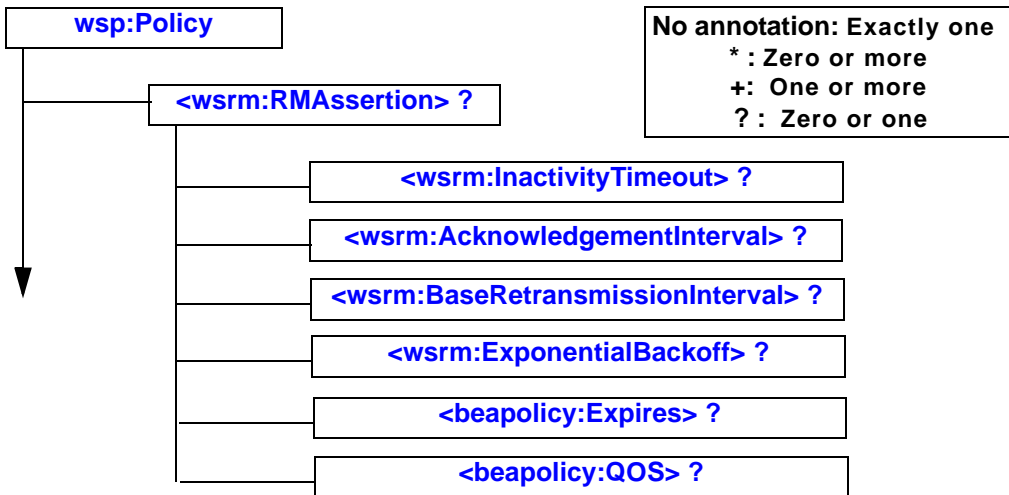 wsp:Policy
No annotation: Exactly one
* : Zero or more
+: One or more
? : Zero or one
<wsrm:RMAssertion> ?
<wsrm:InactivityTimeout> ?
<wsrm:AcknowledgementInterval> ?
<wsrm:BaseRetransmissionInterval> ?
<wsrm:ExponentialBackoff> ?
<beapolicy:Expires> ?
<beapolicy:QOS> ?